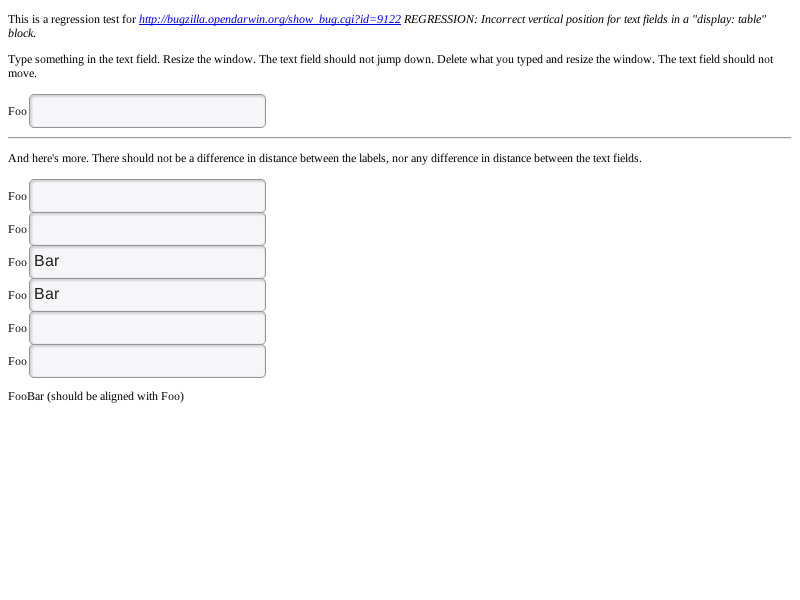 This is a regression test for http://bugzilla.opendarwin.org/show_bug.cgi?id=9122 REGRESSION: Incorrect vertical position for text fields in a "display: table"
block.
Type something in the text field. Resize the window. The text field should not jump down. Delete what you typed and resize the window. The text field should not
move.
Foo
And here's more. There should not be a difference in distance between the labels, nor any difference in distance between the text fields.
Foo
Foo
Foo Bar
Foo Bar
Foo
Foo
FooBar (should be aligned with Foo)